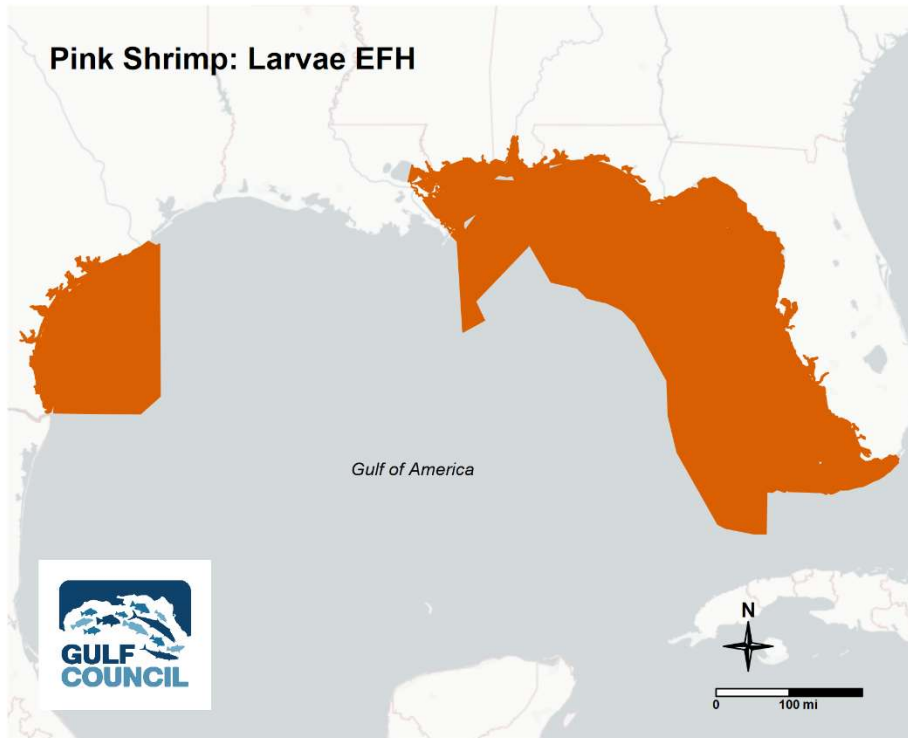 Pink Shrimp: Larvae EFH
Gulf of America
GULF
COUNCIL
N
0 100 mi